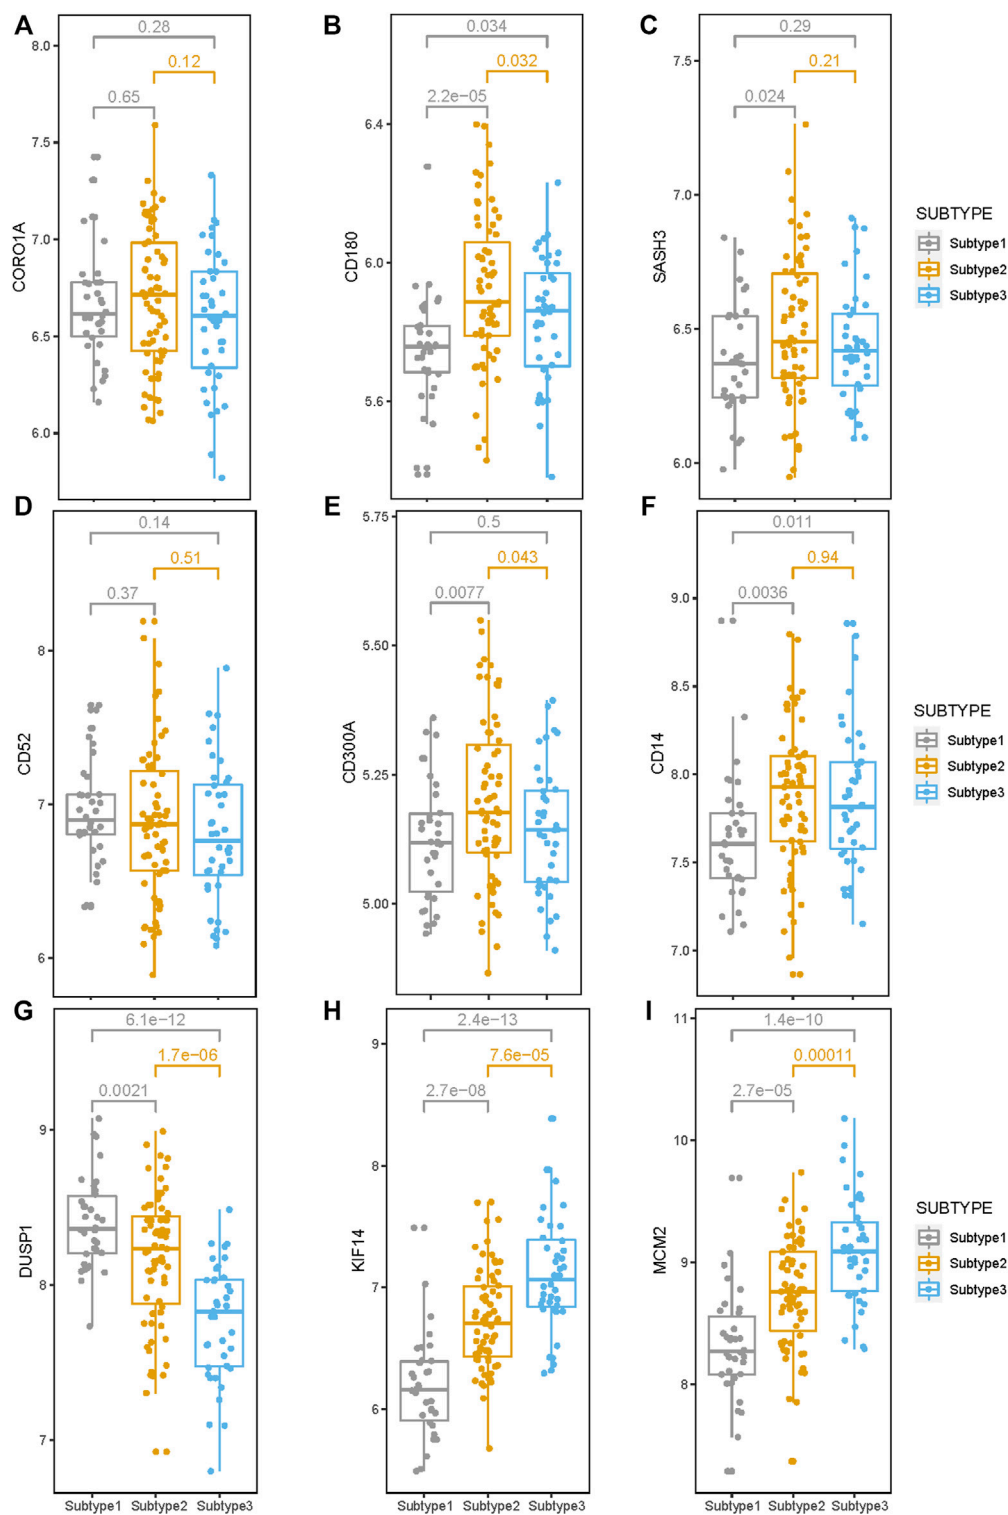 A
0.28
0.12
0.65
CORO1A
8.0
7.5
7.0
6.5
6.0
B
0.034
0.032
2.2e−05
CD180
6.4
6.0
5.6
C
0.29
0.21
0.024
SASH3
7.5
7.0
6.5
6.0
SUBTYPE
Subtype1
Subtype2
Subtype3
D
0.14
0.51
0.37
CD52
8
7
6
E
0.5
0.043
0.0077
CD300A
5.75
5.50
5.25
5.00
F
0.011
0.94
0.0036
CD14
9.0
8.5
8.0
7.5
7.0
SUBTYPE
Subtype1
Subtype2
Subtype3
G
6.1e−12
1.7e−06
0.0021
DUSP1
9
8
7
Subtype1 Subtype2 Subtype3
H
2.4e−13
7.6e−05
2.7e−08
KIF14
9
8
7
6
Subtype1 Subtype2 Subtype3
I
1.4e−10
0.00011
2.7e−05
MCM2
11
10
9
8
Subtype1 Subtype2 Subtype3
SUBTYPE
Subtype1
Subtype2
Subtype3